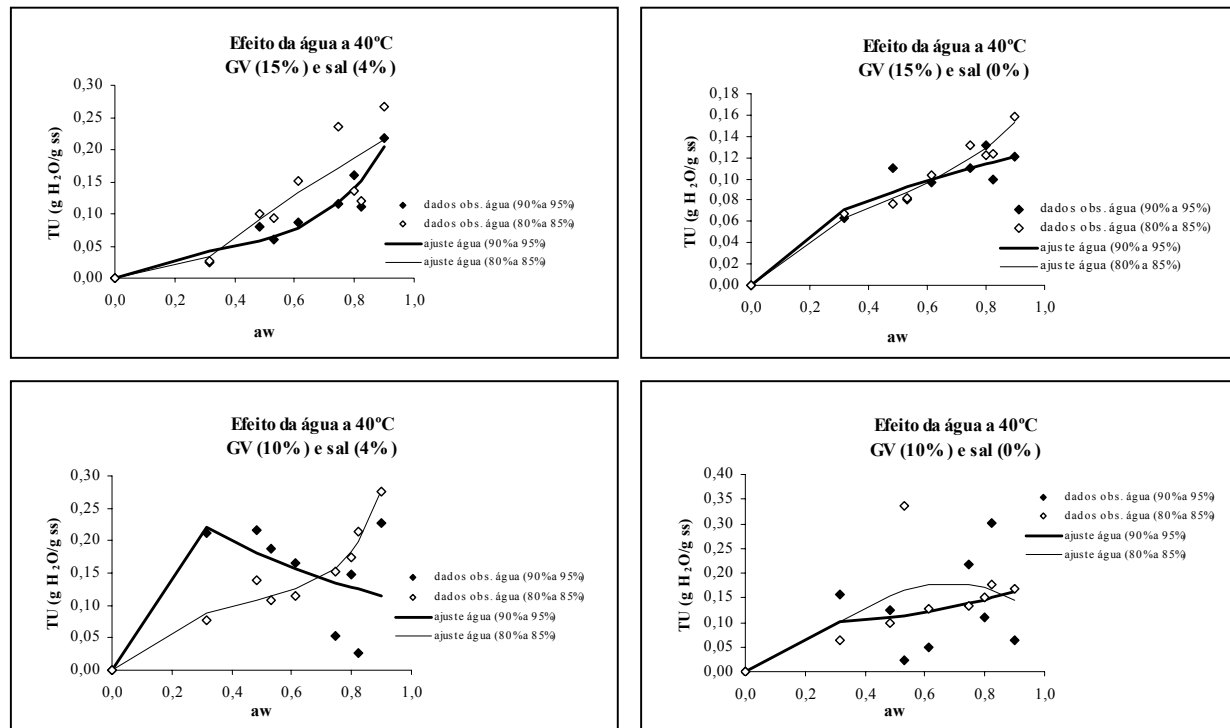 Efeito da água a 40ºC
GV (15%) e sal (4%)
TU (g H₂O/g ss)
0,30
0,25
0,20
0,15
0,10
0,05
0,00
0,0 0,2 0,4 0,6 0,8 1,0
aw
dados obs. água (90%a 95%)
dados obs. água (80%a 85%)
ajuste água (90%a 95%)
ajuste água (80%a 85%)
Efeito da água a 40ºC
GV (15%) e sal (0%)
TU (g H₂O/g ss)
0,18
0,16
0,14
0,12
0,10
0,08
0,06
0,04
0,02
0,00
0,0 0,2 0,4 0,6 0,8 1,0
aw
dados obs. água (90%a 95%)
dados obs. água (80%a 85%)
ajuste água (90%a 95%)
ajuste água (80%a 85%)
Efeito da água a 40ºC
GV (10%) e sal (4%)
TU (g H₂O/g ss)
0,30
0,25
0,20
0,15
0,10
0,05
0,00
0,0 0,2 0,4 0,6 0,8 1,0
aw
dados obs. água (90%a 95%)
dados obs. água (80%a 85%)
ajuste água (90%a 95%)
ajuste água (80%a 85%)
Efeito da água a 40ºC
GV (10%) e sal (0%)
TU (g H₂O/g ss)
0,40
0,35
0,30
0,25
0,20
0,15
0,10
0,05
0,00
0,0 0,2 0,4 0,6 0,8 1,0
aw
dados obs. água (90%a 95%)
dados obs. água (80%a 85%)
ajuste água (90%a 95%)
ajuste água (80%a 85%)